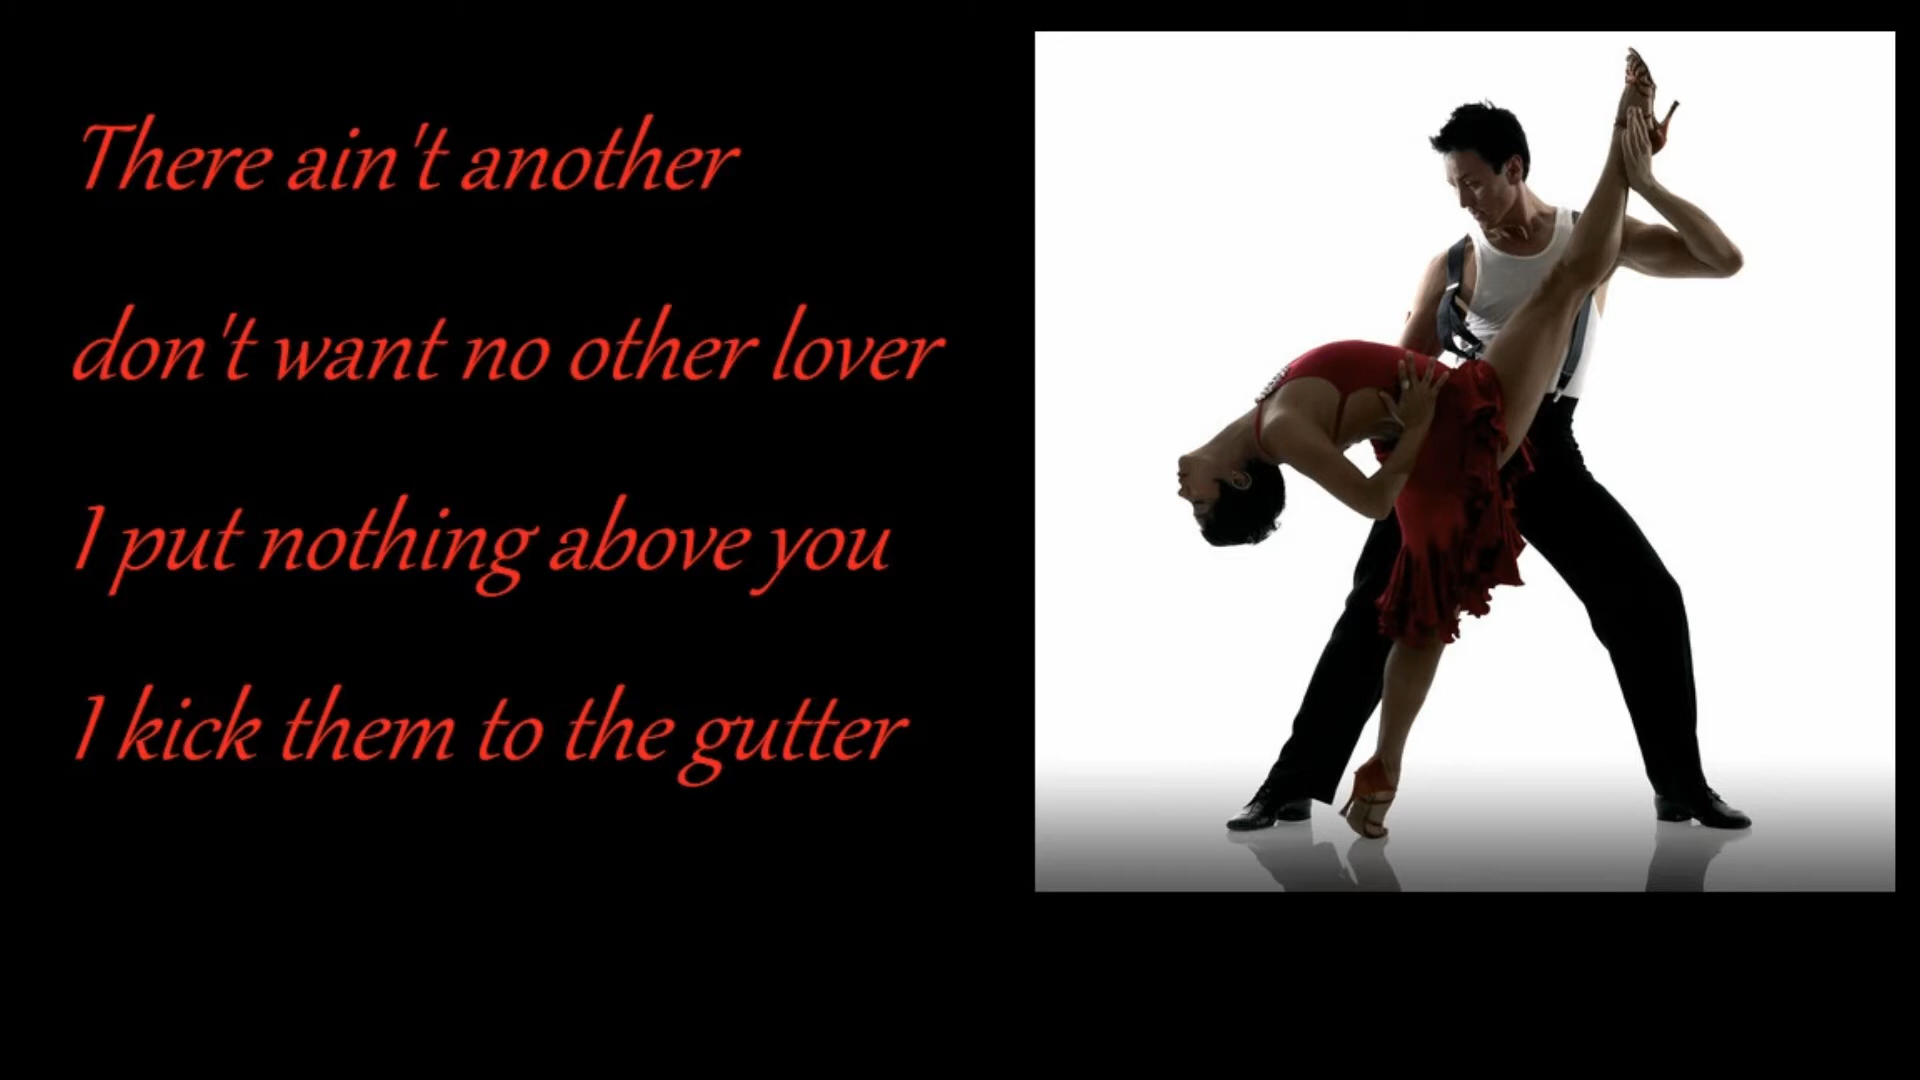 There ain't another
don't want no other lover
I put nothing above you
I kick them to the gutter